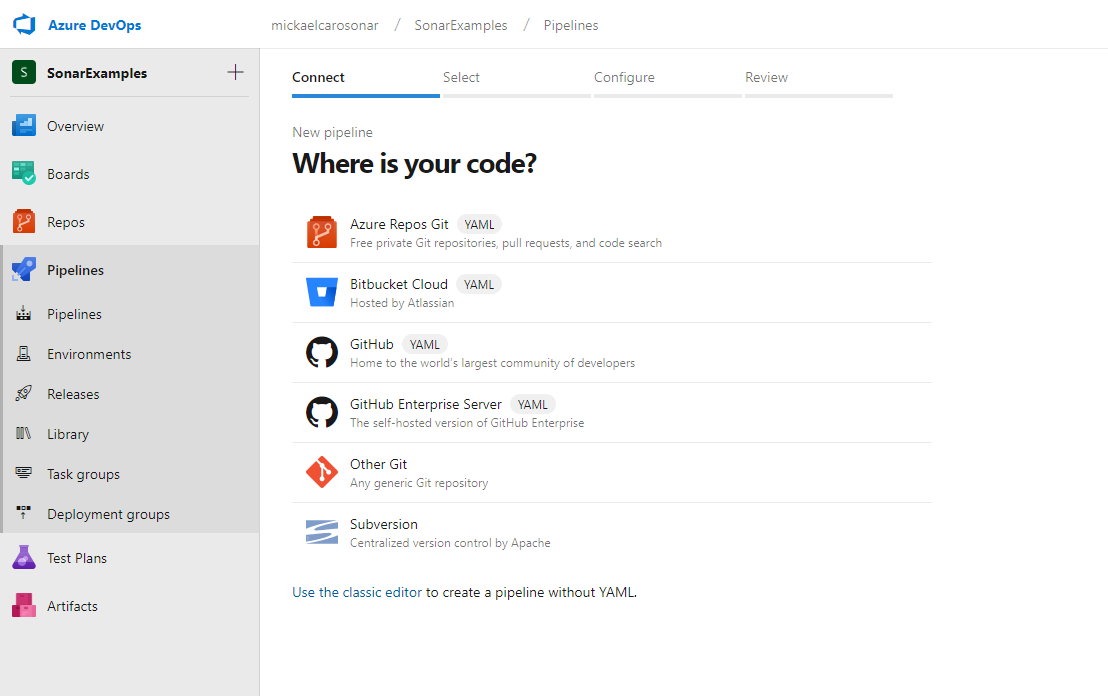 Azure DevOps
mickaelcarosonar / SonarExamples / Pipelines
S SonarExamples +
Overview
Boards
Repos
Pipelines
Pipelines
Environments
Releases
Library
Task groups
Deployment groups
Test Plans
Artifacts
Connect Select Configure Review
New pipeline
Where is your code?
Azure Repos Git YAML
Free private Git repositories, pull requests, and code search
Bitbucket Cloud YAML
Hosted by Atlassian
GitHub YAML
Home to the world's largest community of developers
GitHub Enterprise Server YAML
The self-hosted version of GitHub Enterprise
Other Git
Any generic Git repository
Subversion
Centralized version control by Apache
Use the classic editor to create a pipeline without YAML.